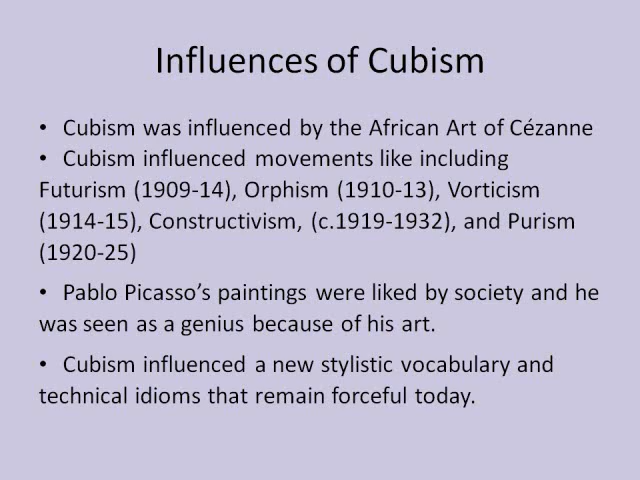 Influences of Cubism
• Cubism was influenced by the African Art of Cézanne
• Cubism influenced movements like including
Futurism (1909-14), Orphism (1910-13), Vorticism
(1914-15), Constructivism, (c.1919-1932), and Purism
(1920-25)
• Pablo Picasso’s paintings were liked by society and he
was seen as a genius because of his art.
• Cubism influenced a new stylistic vocabulary and
technical idioms that remain forceful today.